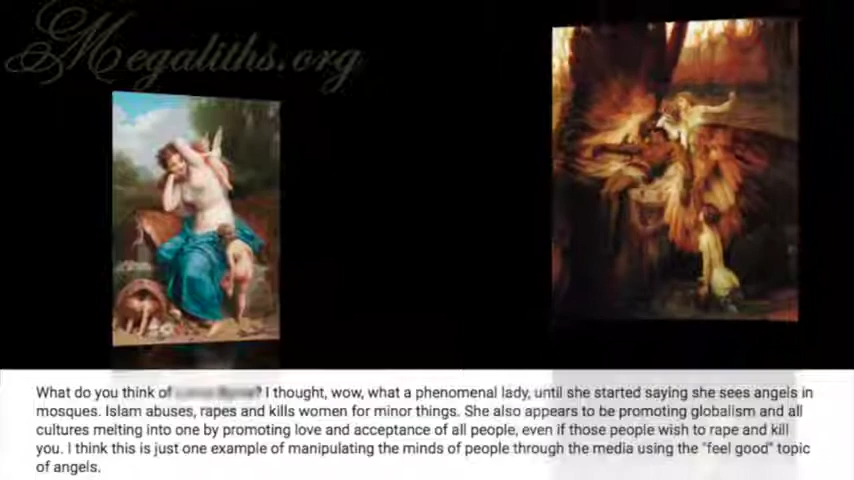 Megaliths.org
What do you think of ? I thought, wow, what a phenomenal lady, until she started saying she sees angels in
mosques. Islam abuses, rapes and kills women for minor things. She also appears to be promoting globalism and all
cultures melting into one by promoting love and acceptance of all people, even if those people wish to rape and kill
you. I think this is just one example of manipulating the minds of people through the media using the "feel good" topic
of angels.